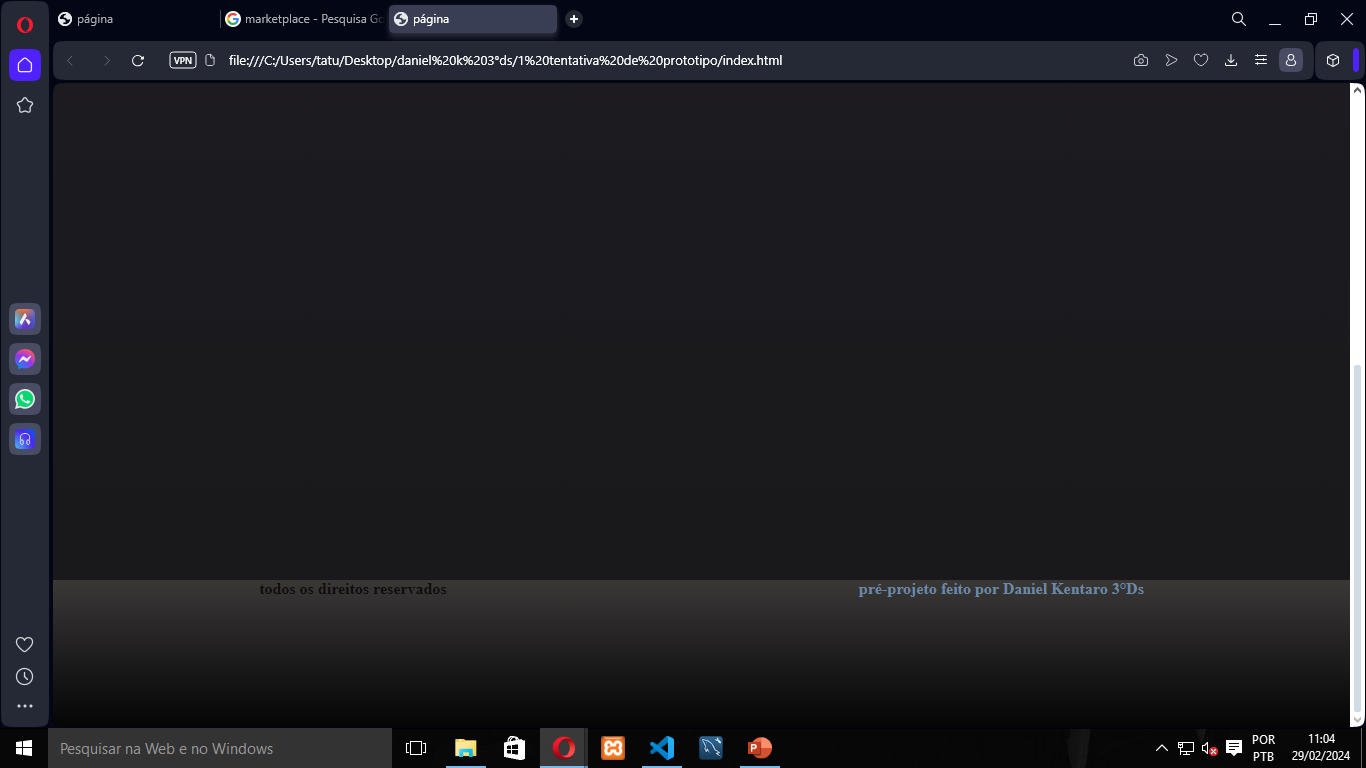 página
marketplace - Pesquisa Go
página
VPN
file:///C:/Users/tatu/Desktop/daniel%20k%203°ds/1%20tentativa%20de%20prototipo/index.html
todos os direitos reservados
pré-projeto feito por Daniel Kentaro 3°Ds
Pesquisar na Web e no Windows
POR
PTB
11:04
29/02/2024